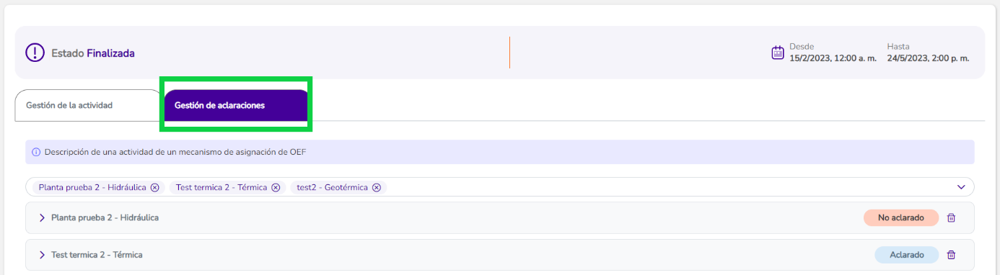 Estado Finalizada
Desde
Hasta
15/2/2023, 12:00 a. m.
24/5/2023, 2:00 p. m.
Gestión de la actividad
Gestión de aclaraciones
Descripción de una actividad de un mecanismo de asignación de OEF
Planta prueba 2 - Hidráulica
Test termica 2 - Térmica
test2 - Geotérmica
Planta prueba 2 - Hidráulica
No aclarado
Test termica 2 - Térmica
Aclarado